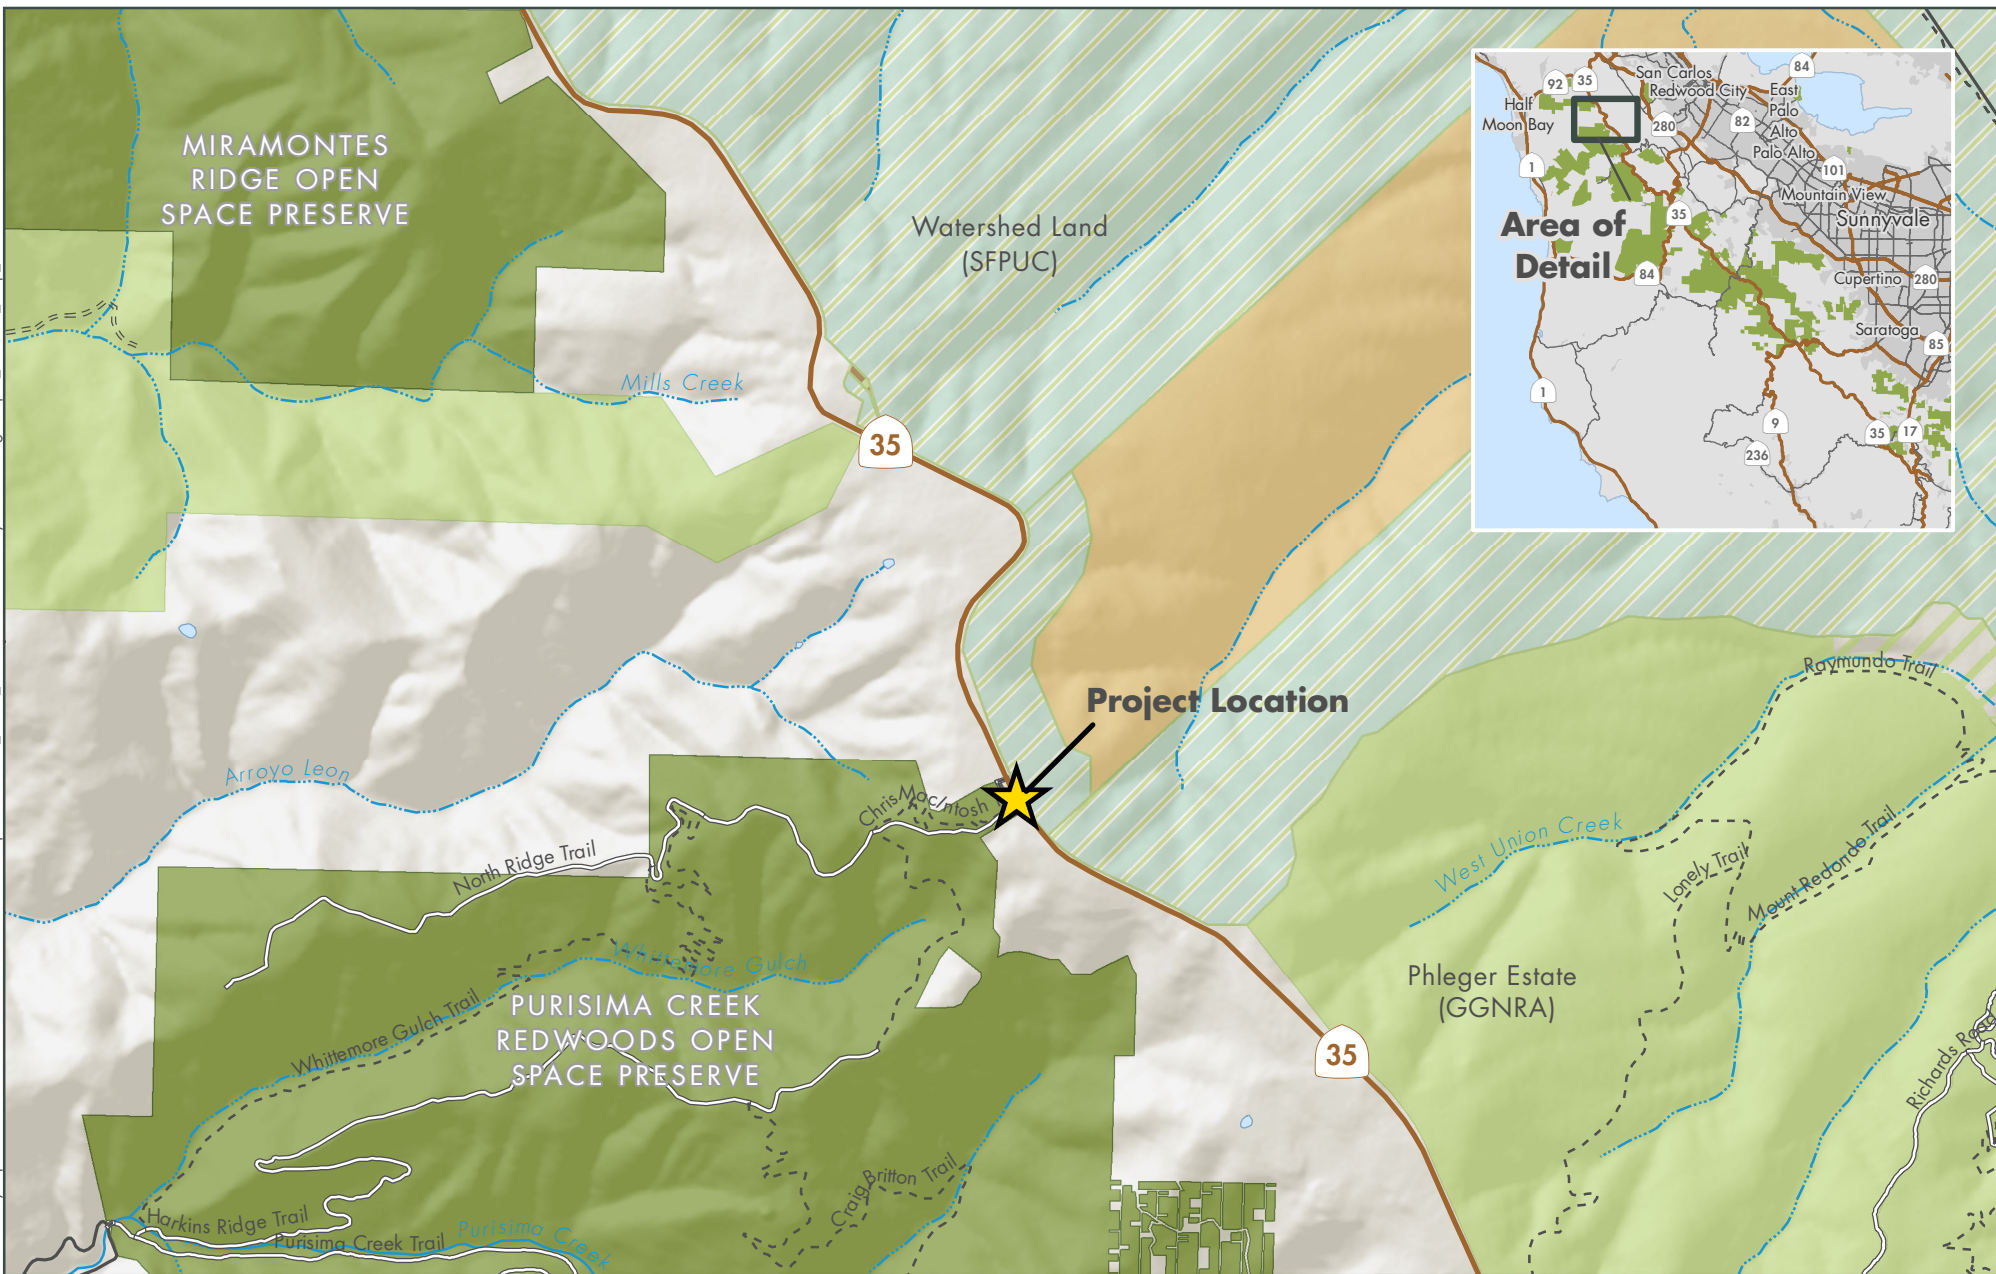 MIRAMONTES
RIDGE OPEN
SPACE PRESERVE
Watershed Land
(SFPUC)
Mills Creek
35
Project Location
Arroyo Leon
Chris MacIntosh
North Ridge Trail
Whittemore Gulch
Whittemore Gulch Trail
PURISIMA CREEK
REDWOODS OPEN
SPACE PRESERVE
Harkins Ridge Trail
Purisima Creek Trail
Purisima Creek
Craig Britton Trail
35
Phleger Estate
(GGNRA)
West Union Creek
Raymundo Trail
Lonely Trail
Mount Redondo Trail
Richards Road
84
92
35
San Carlos
Redwood City
Half
Moon Bay
280
82
East
Palo
Alto
Palo Alto
1
101
Mountain View
Sunnyvale
35
Area of
Detail
84
Cupertino
280
Saratoga
85
1
9
35
17
236